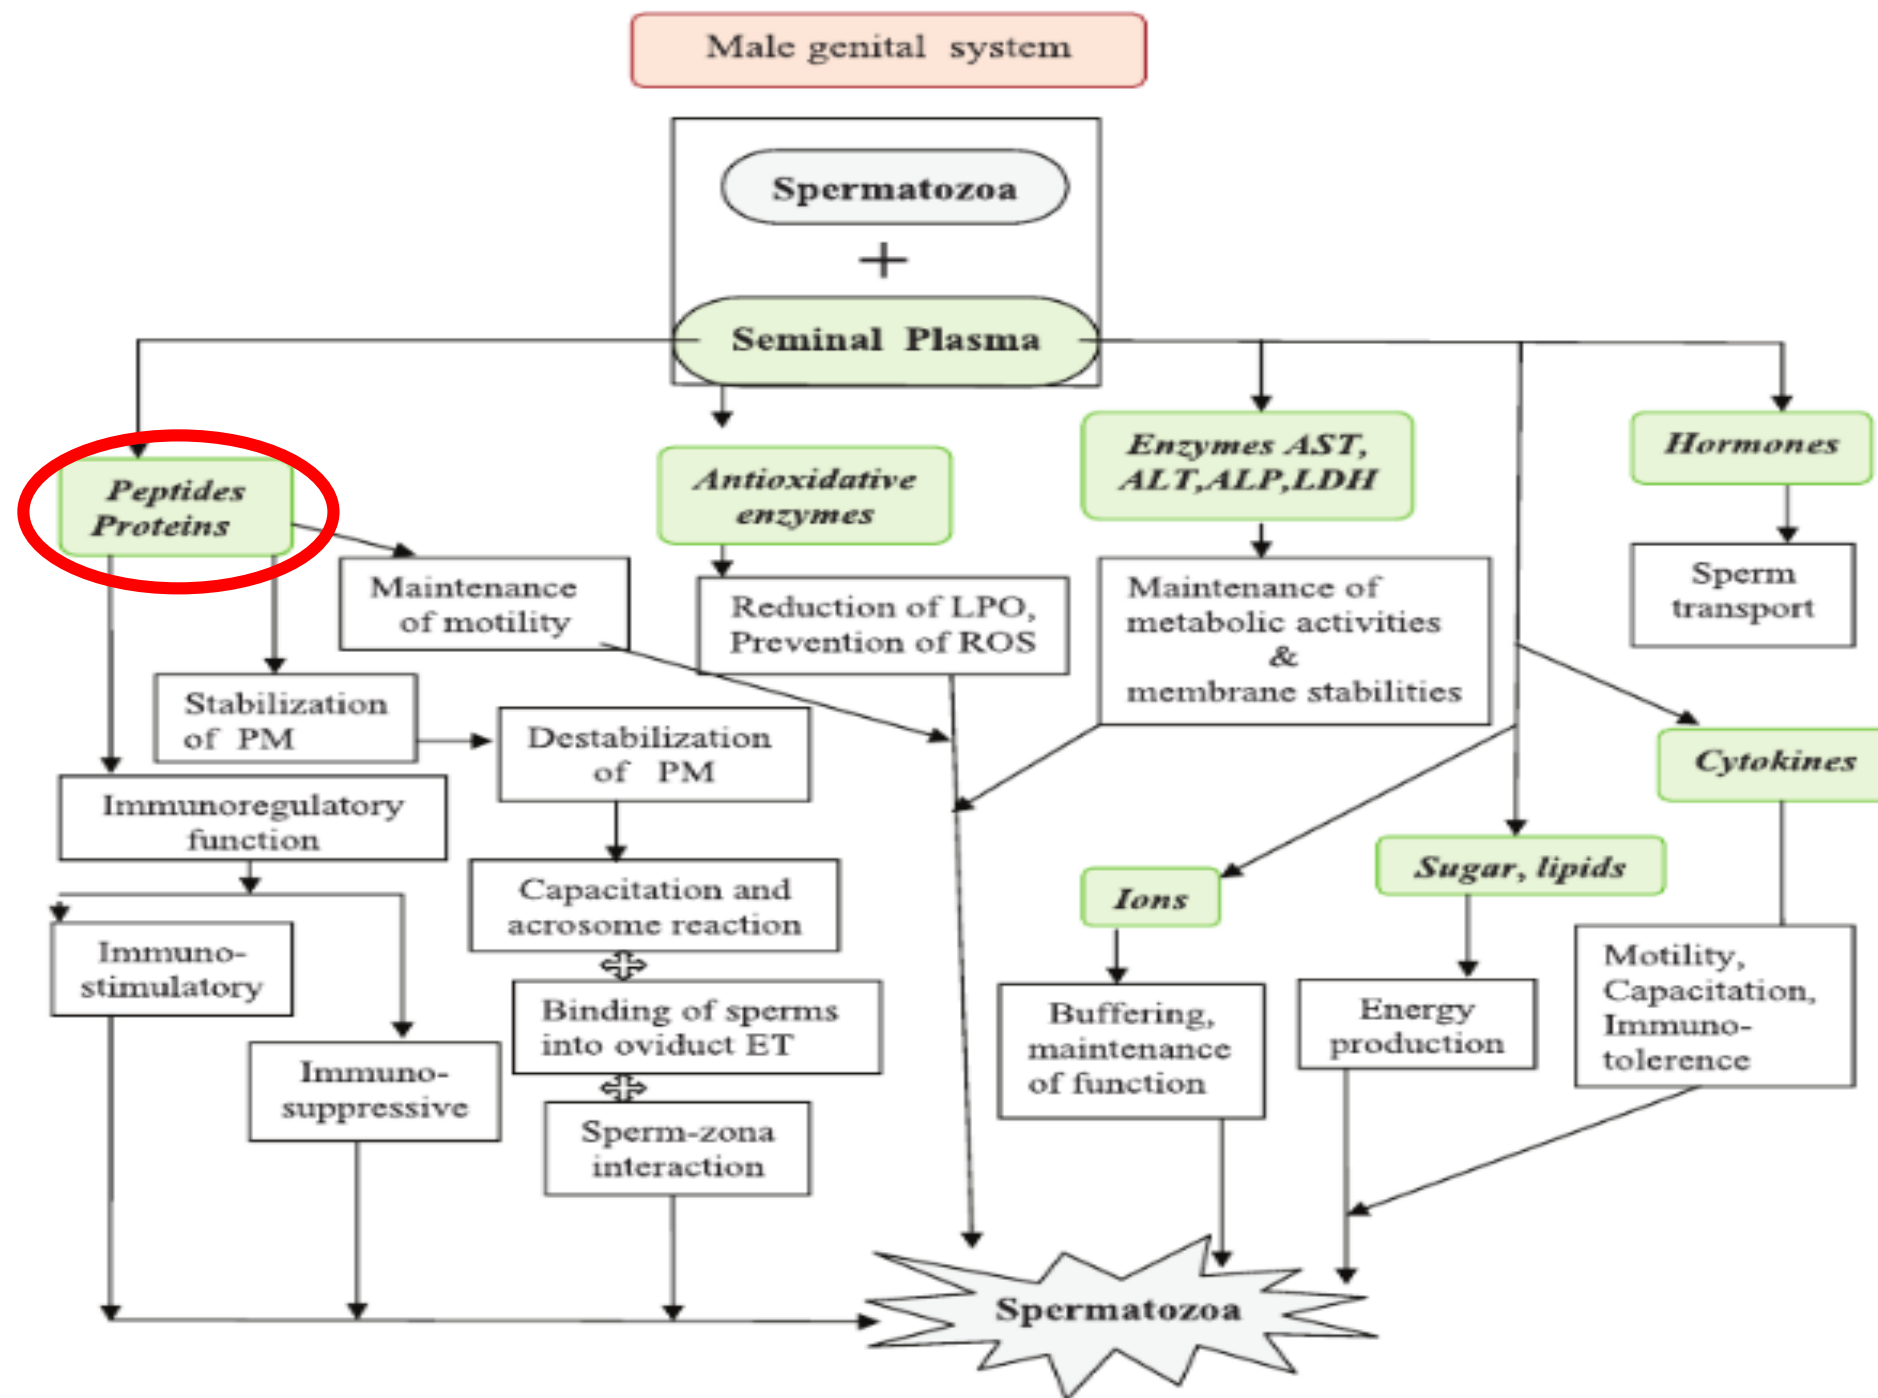 Male genital system
Spermatozoa
+
Seminal Plasma
Peptides
Proteins
Antioxidative
enzymes
Enzymes AST,
ALT,ALP,LDH
Hormones
Maintenance
of motility
Reduction of LPO,
Prevention of ROS
Maintenance of
metabolic activities
&
membrane stabilities
Sperm
transport
Stabilization
of PM
Destabilization
of PM
Cytokines
Immunoregulatory
function
Capacitation and
acrosome reaction
Ions
Sugar, lipids
Immuno-
stimulatory
Binding of sperms
into oviduct ET
Buffering,
maintenance
of function
Energy
production
Motility,
Capacitation,
Immuno-
tolerence
Immuno-
suppressive
Sperm-zona
interaction
Spermatozoa